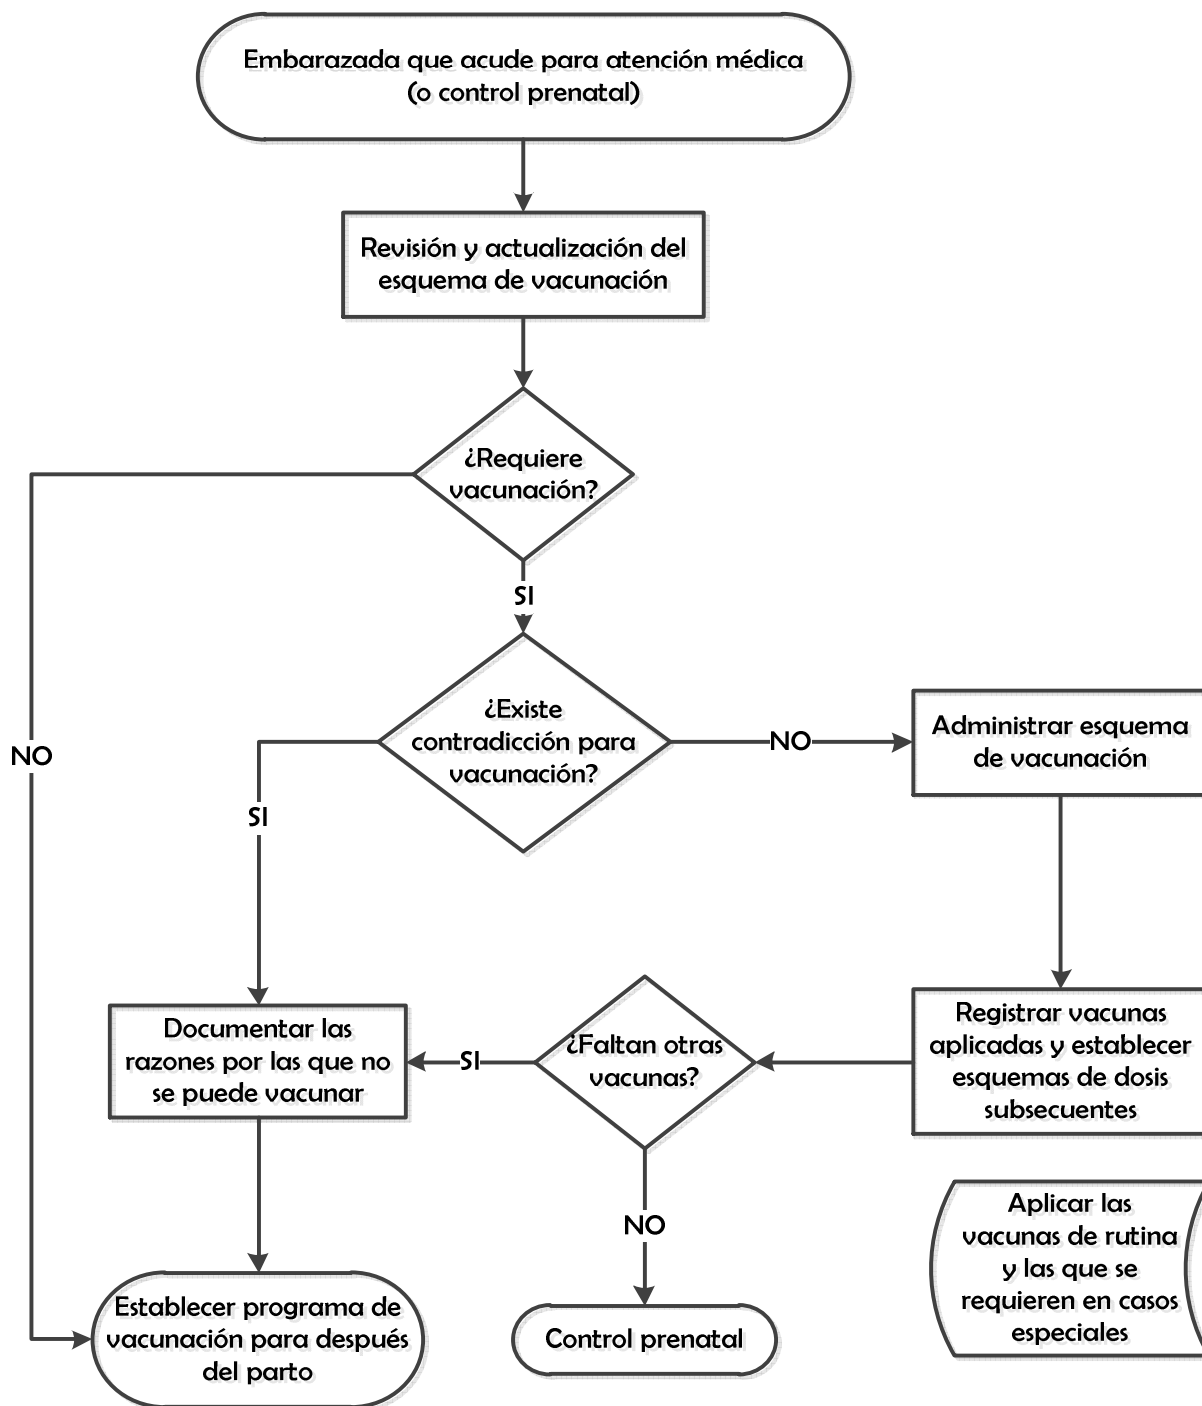 Embarazada que acude para atención médica
(o control prenatal)
Revisión y actualización del
esquema de vacunación
¿Requiere
vacunación?
SI
NO
¿Existe
contradicción para
vacunación?
NO
SI
Administrar esquema
de vacunación
Registrar vacunas
aplicadas y establecer
esquemas de dosis
subsecuentes
¿Faltan otras
vacunas?
SI
NO
Documentar las
razones por las que no
se puede vacunar
Aplicar las
vacunas de rutina
y las que se
requieren en casos
especiales
Establecer programa de
vacunación para después
del parto
Control prenatal